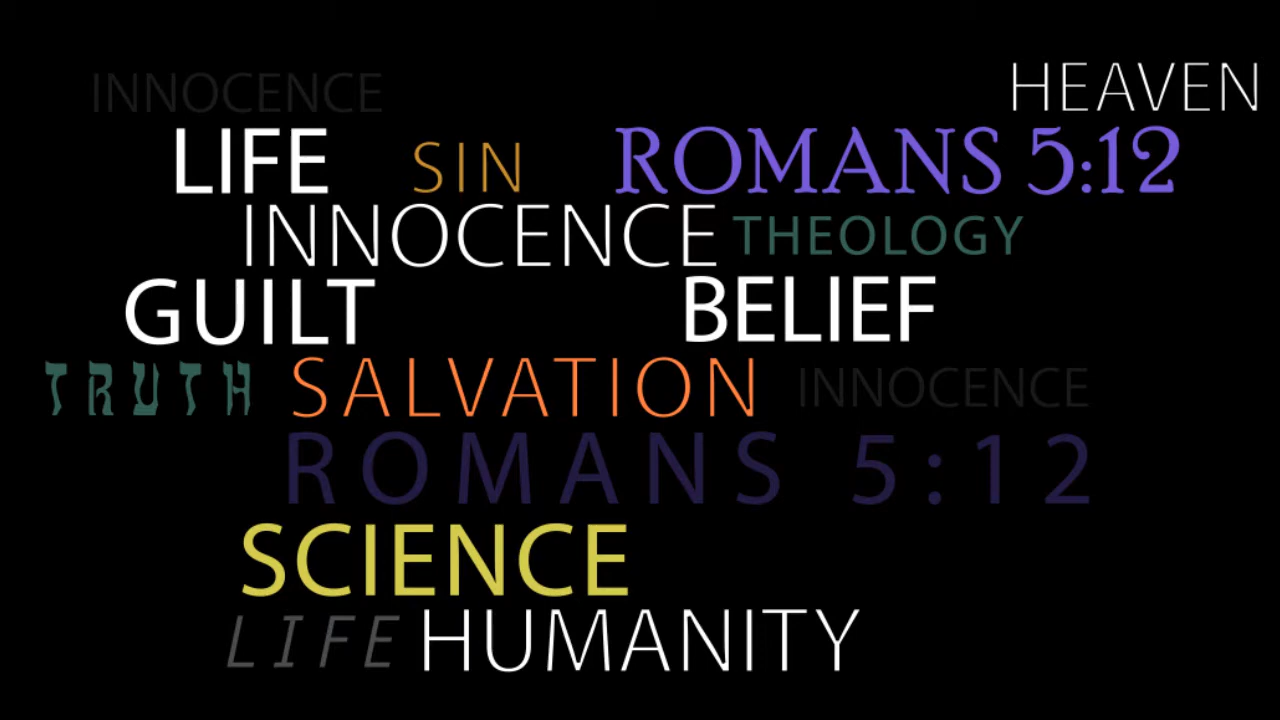 INNOCENCE
HEAVEN
LIFE SIN ROMANS 5:12
INNOCENCE THEOLOGY
GUILT BELIEF
TRUTH SALVATION INNOCENCE
ROMANS 5:12
SCIENCE
LIFE HUMANITY